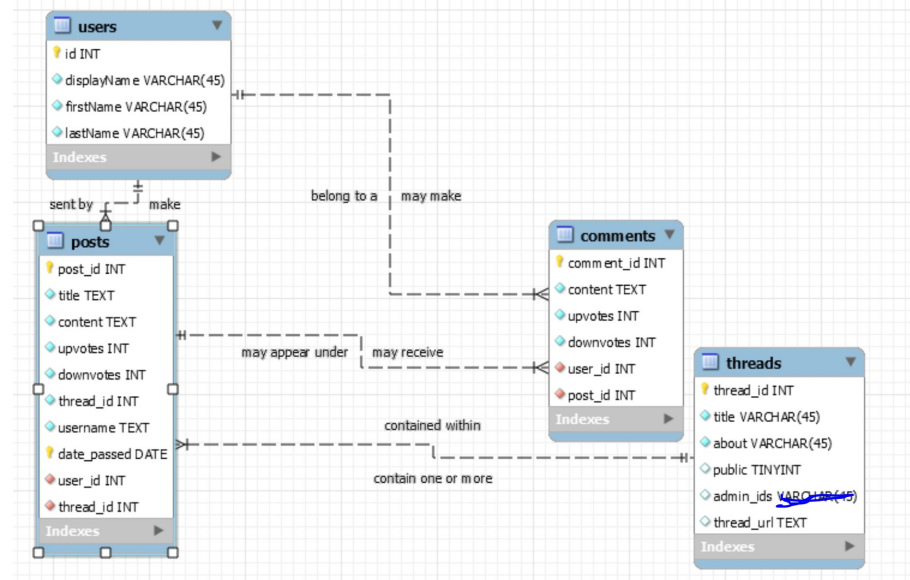 users
id INT
displayName VARCHAR(45)
firstName VARCHAR(45)
lastName VARCHAR(45)
Indexes
belong to a may make
sent by make
posts
post_id INT
title TEXT
content TEXT
upvotes INT
downvotes INT
thread_id INT
username TEXT
date_passed DATE
user_id INT
thread_id INT
Indexes
may appear under may receive
contained within
contain one or more
comments
comment_id INT
content TEXT
upvotes INT
downvotes INT
user_id INT
post_id INT
Indexes
threads
thread_id INT
title VARCHAR(45)
about VARCHAR(45)
public TINYINT
admin_ids VARCHAR(45)
thread_url TEXT
Indexes